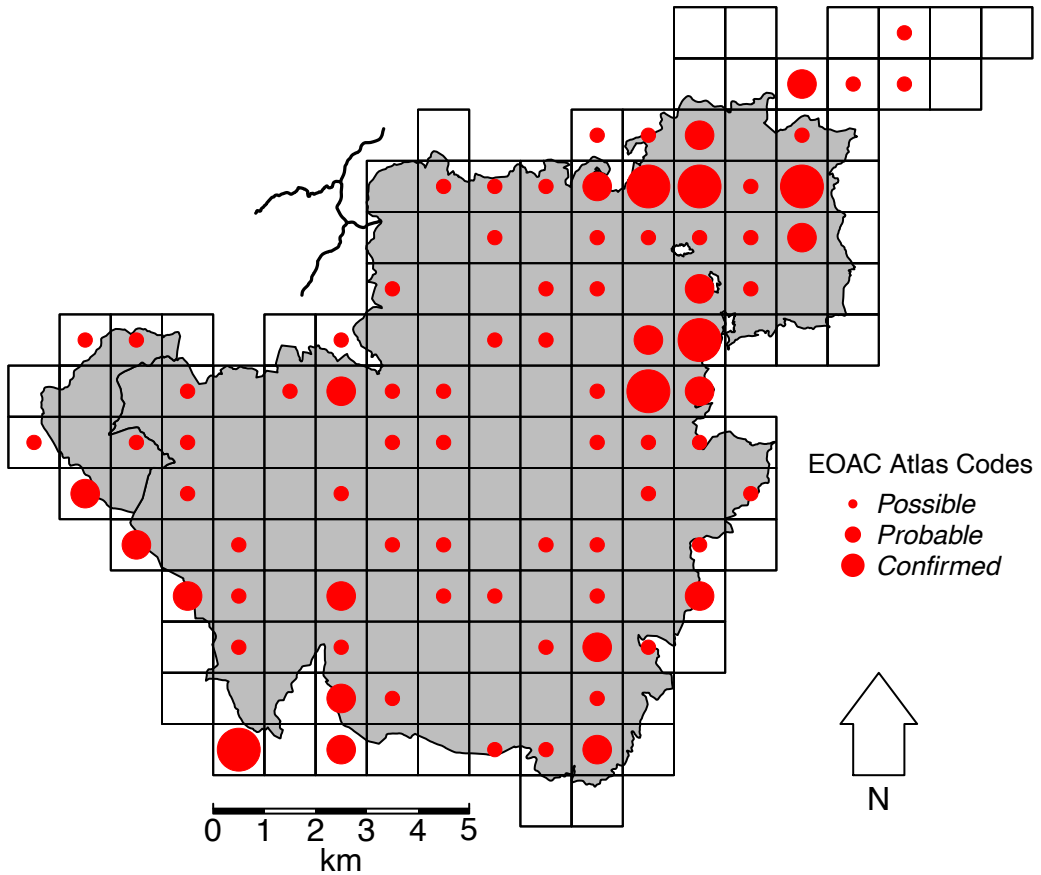 EOAC Atlas Codes
Possible
Probable
Confirmed
N
0 1 2 3 4 5
km